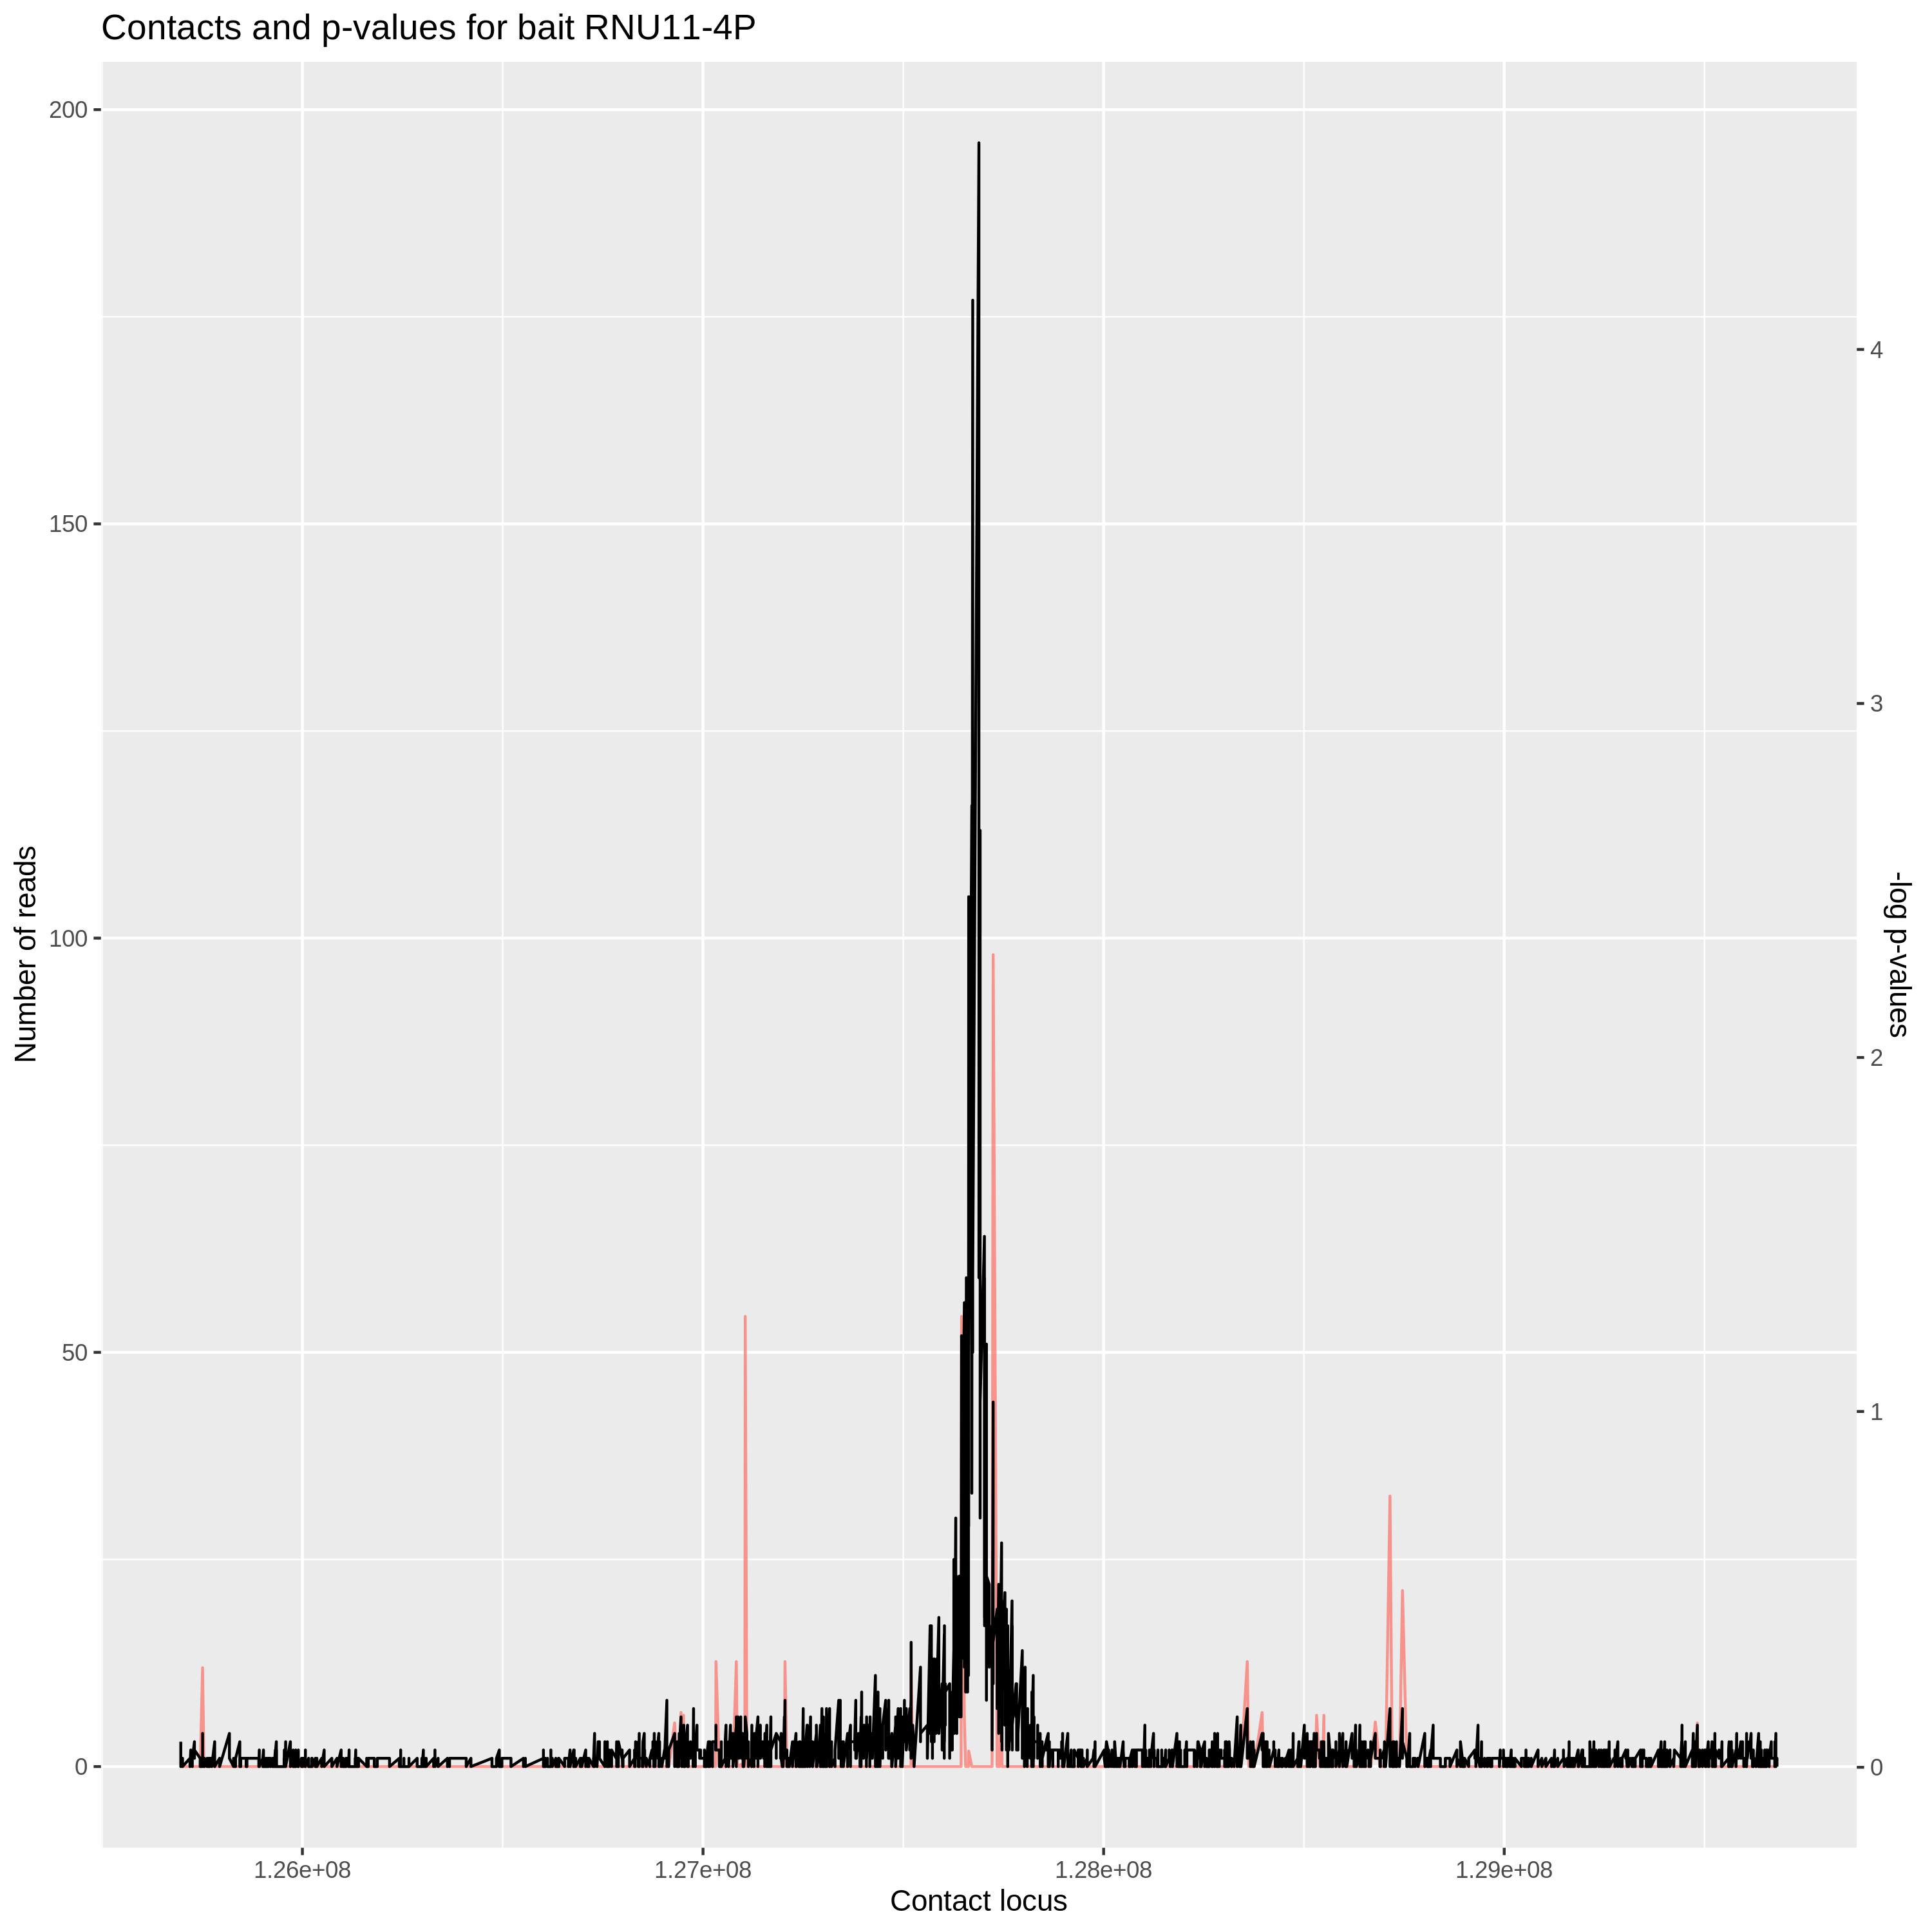 Contacts and p-values for bait RNU11-4P
200
150
100
50
0
Number of reads
4
3
2
1
0
-log p-values
1.26e+08
1.27e+08
1.28e+08
1.29e+08
Contact locus